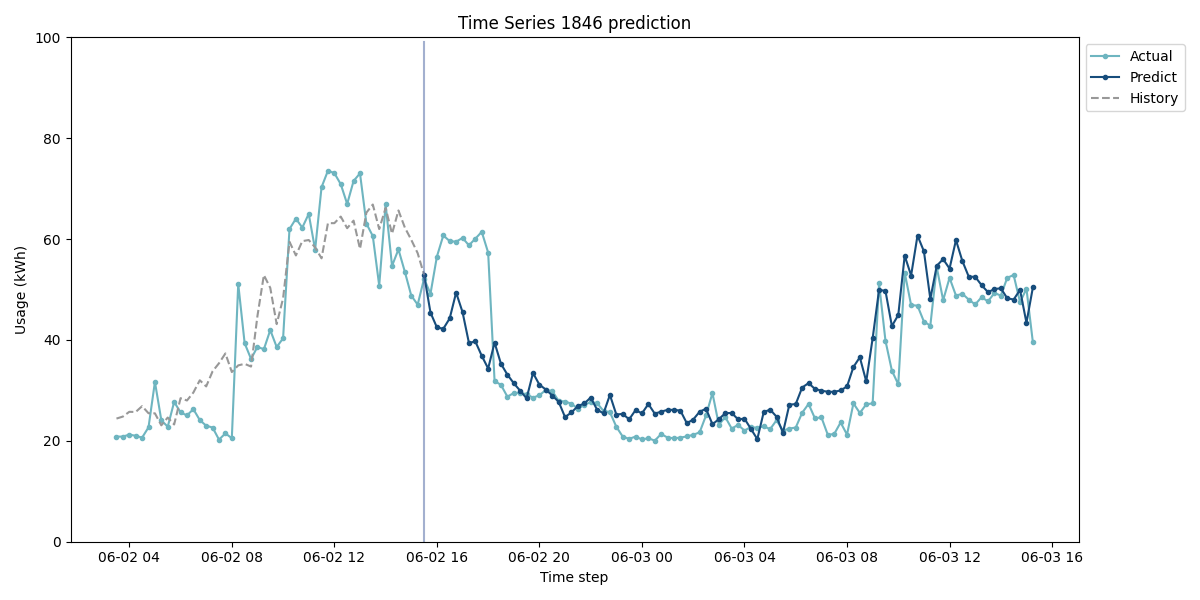 Time Series 1846 prediction
100
80
60
40
20
0
Usage (kWh)
06-02 04
06-02 08
06-02 12
06-02 16
06-02 20
06-03 00
06-03 04
06-03 08
06-03 12
06-03 16
Time step
Actual
Predict
History